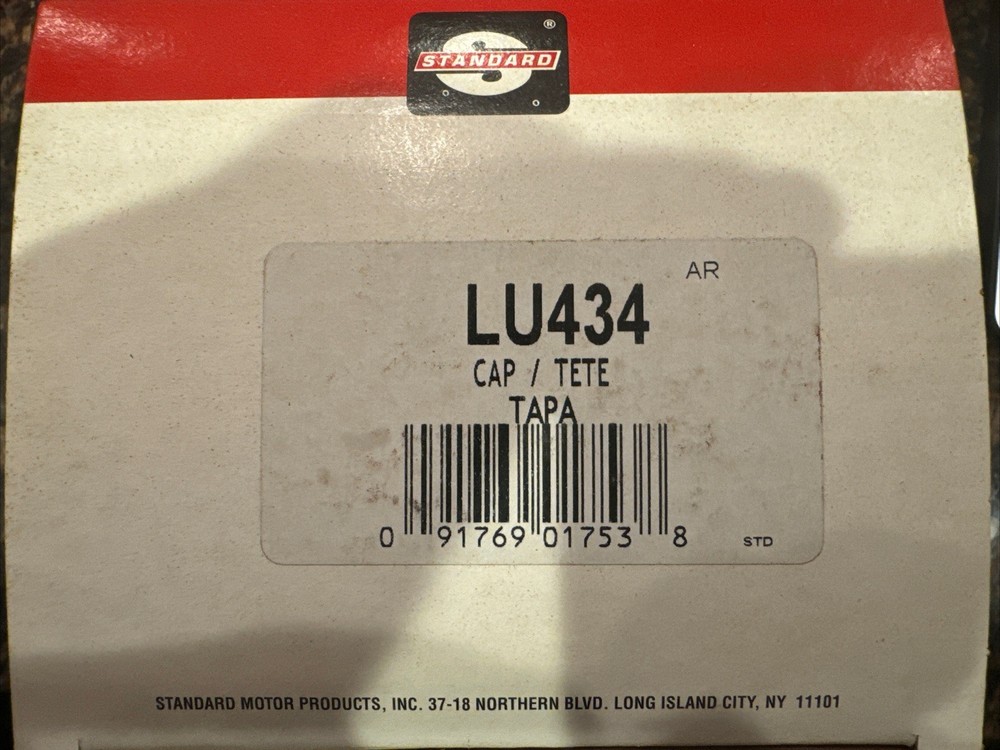 ®
STANDARD
AR
LU434
CAP / TETE
TAPA
0 91769 01753 8
STD
STANDARD MOTOR PRODUCTS, INC. 37-18 NORTHERN BLVD. LONG ISLAND CITY, NY 11101